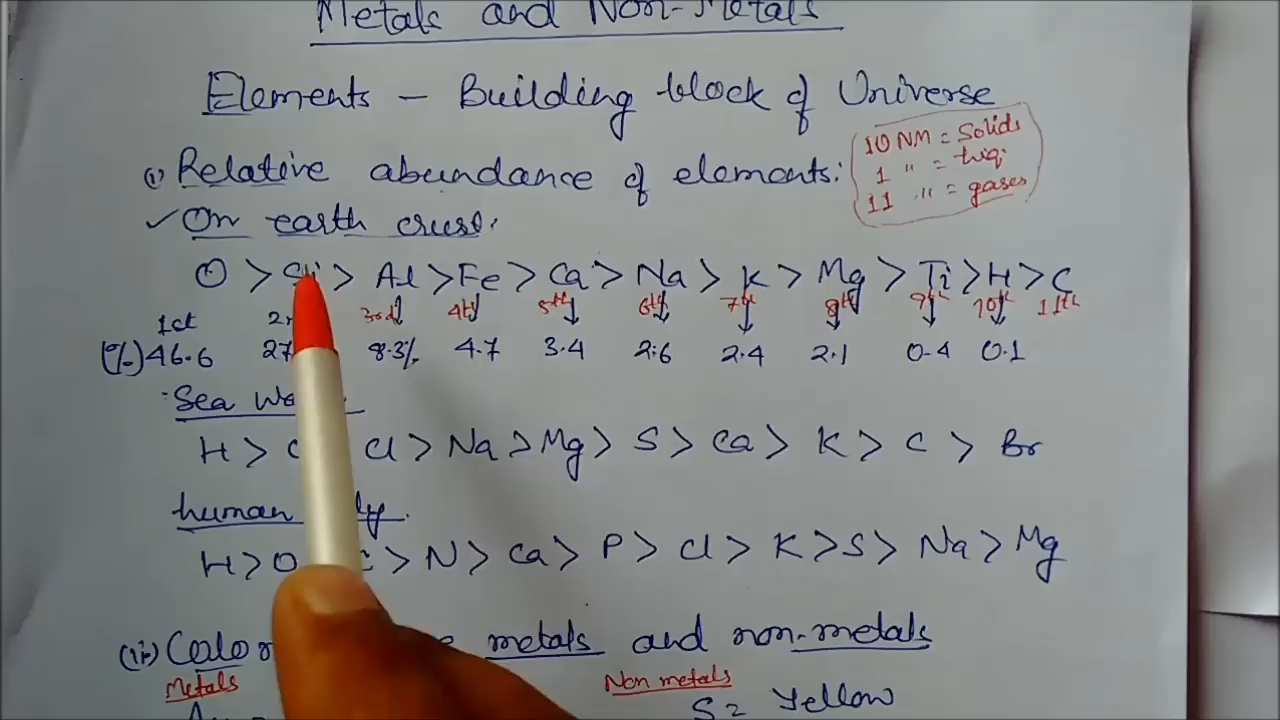 Metals and Non-Metals
Elements - Building block of Universe
10 NM = Solids
1 " = liq.
11 " = gases
(i) Relative abundance of elements:
✓ On earth crust.
O > Si > Al > Fe > Ca > Na > K > Mg > Ti > H > C
1st 3rd 4th 5th 6th 7th 8th 9th 10th 11th
(%) 46.6 27 8.3% 4.7 3.4 2.6 2.4 2.1 0.4 0.1
Sea
H > Cl > Na > Mg > S > Ca > K > C > Br
human
H > O > N > Ca > P > Cl > K > S > Na > Mg
(ii) metals and non-metals
Metals
Non metals
S = Yellow